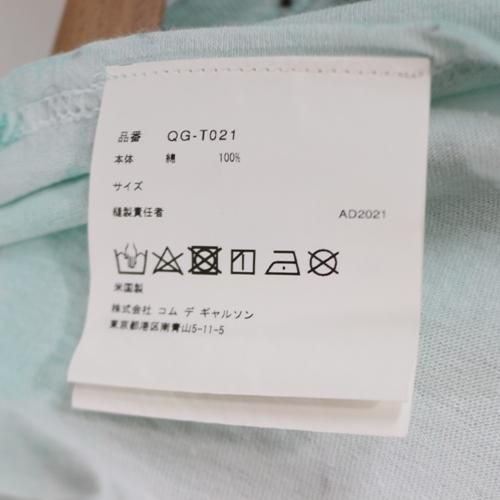 品番 QG-T021
本体 綿 100%
サイズ
縫製責任者 AD2021
米国製
株式会社 コム デ ギャルソン
東京都港区南青山5-11-5